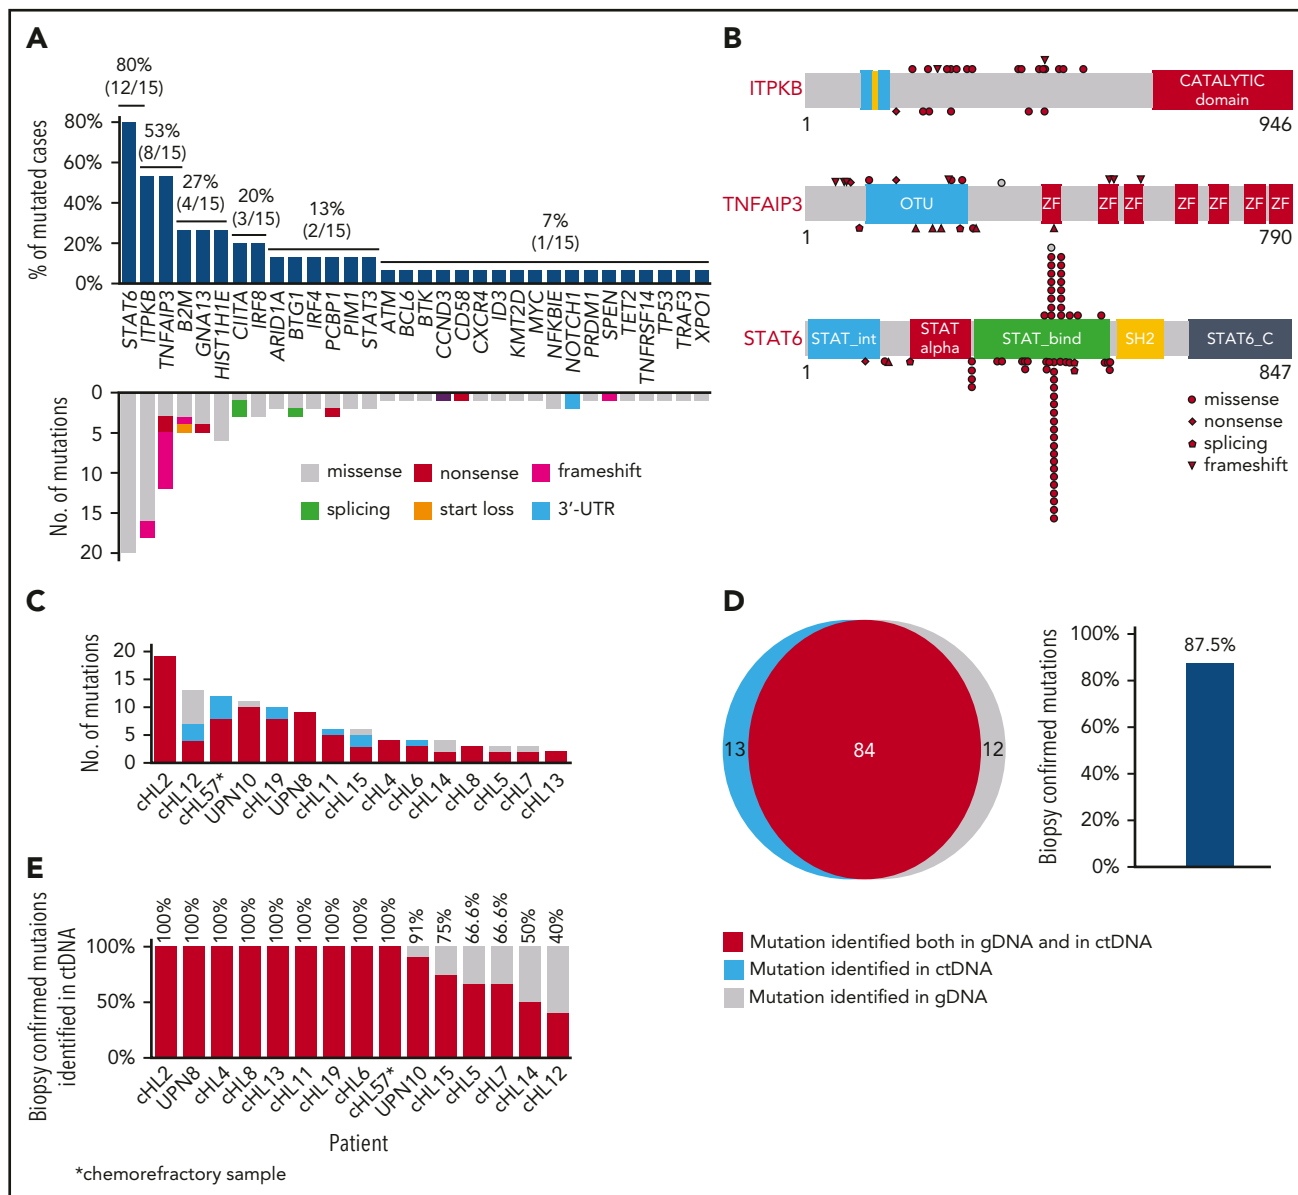 A
80%
(12/15)
53%
(8/15)
27%
(4/15)
20%
(3/15)
13%
(2/15)
7%
(1/15)
% of mutated cases
80%
60%
40%
20%
0%
STAT6
ITPKB
TNFAIP3
B2M
GNA13
HIST1H1E
CIITA
IRF8
ARID1A
BTG1
IRF4
PCBP1
PIM1
STAT3
ATM
BCL6
BTK
CCND3
CD58
CXCR4
ID3
KMT2D
MYC
NFKBIE
NOTCH1
PRDM1
SPEN
TET2
TNFRSF14
TP53
TRAF3
XPO1
No. of mutations
0
5
10
15
20
missense
nonsense
frameshift
splicing
start loss
3'-UTR
B
ITPKB
CATALYTIC
domain
1
946
TNFAIP3
OTU
ZF
ZF
ZF
ZF
ZF
ZF
ZF
1
790
STAT6
STAT_int
STAT
alpha
STAT_bind
SH2
STAT6_C
1
847
missense
nonsense
splicing
frameshift
C
No. of mutations
20
15
10
5
0
cHL2
cHL12
cHL57*
UPN10
cHL19
UPN8
cHL11
cHL15
cHL4
cHL6
cHL14
cHL8
cHL5
cHL7
cHL13
D
13
84
12
Biopsy confirmed mutations
100%
80%
60%
40%
20%
0%
87.5%
Mutation identified both in gDNA and in ctDNA
Mutation identified in ctDNA
Mutation identified in gDNA
E
Biopsy confirmed mutaions
identified in ctDNA
100%
50%
0%
100%
100%
100%
100%
100%
100%
100%
100%
100%
91%
75%
66.6%
66.6%
50%
40%
cHL2
UPN8
cHL4
cHL8
cHL13
cHL11
cHL19
cHL6
cHL57*
UPN10
cHL15
cHL5
cHL7
cHL14
cHL12
Patient
*chemorefractory sample